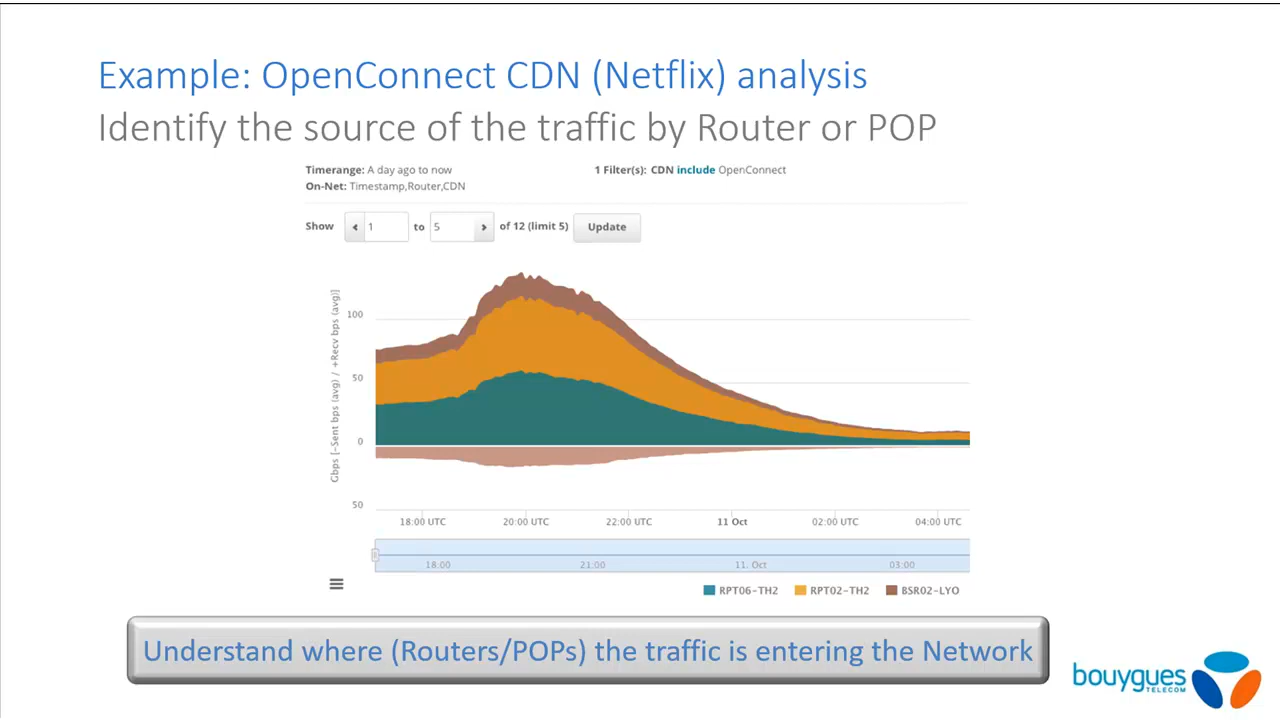 Example: OpenConnect CDN (Netflix) analysis
Identify the source of the traffic by Router or POP
Timerange: A day ago to now
1 Filter(s): CDN include OpenConnect
On-Net: Timestamp,Router,CDN
Show 1 to 5 of 12 (limit 5) Update
Gbps [-Sent bps (avg) / +Recv bps (avg)]
100
50
0
50
18:00 UTC 20:00 UTC 22:00 UTC 11 Oct 02:00 UTC 04:00 UTC
18:00 21:00 11. Oct 03:00
RPT06-TH2 RPT02-TH2 BSR02-LYO
Understand where (Routers/POPs) the traffic is entering the Network
bouygues
TELECOM